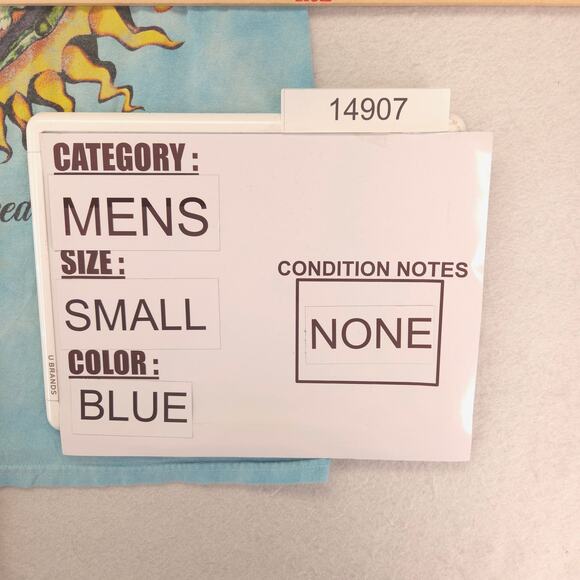 14907
CATEGORY :
MENS
SIZE :
SMALL
COLOR :
BLUE
CONDITION NOTES
NONE
U BRANDS